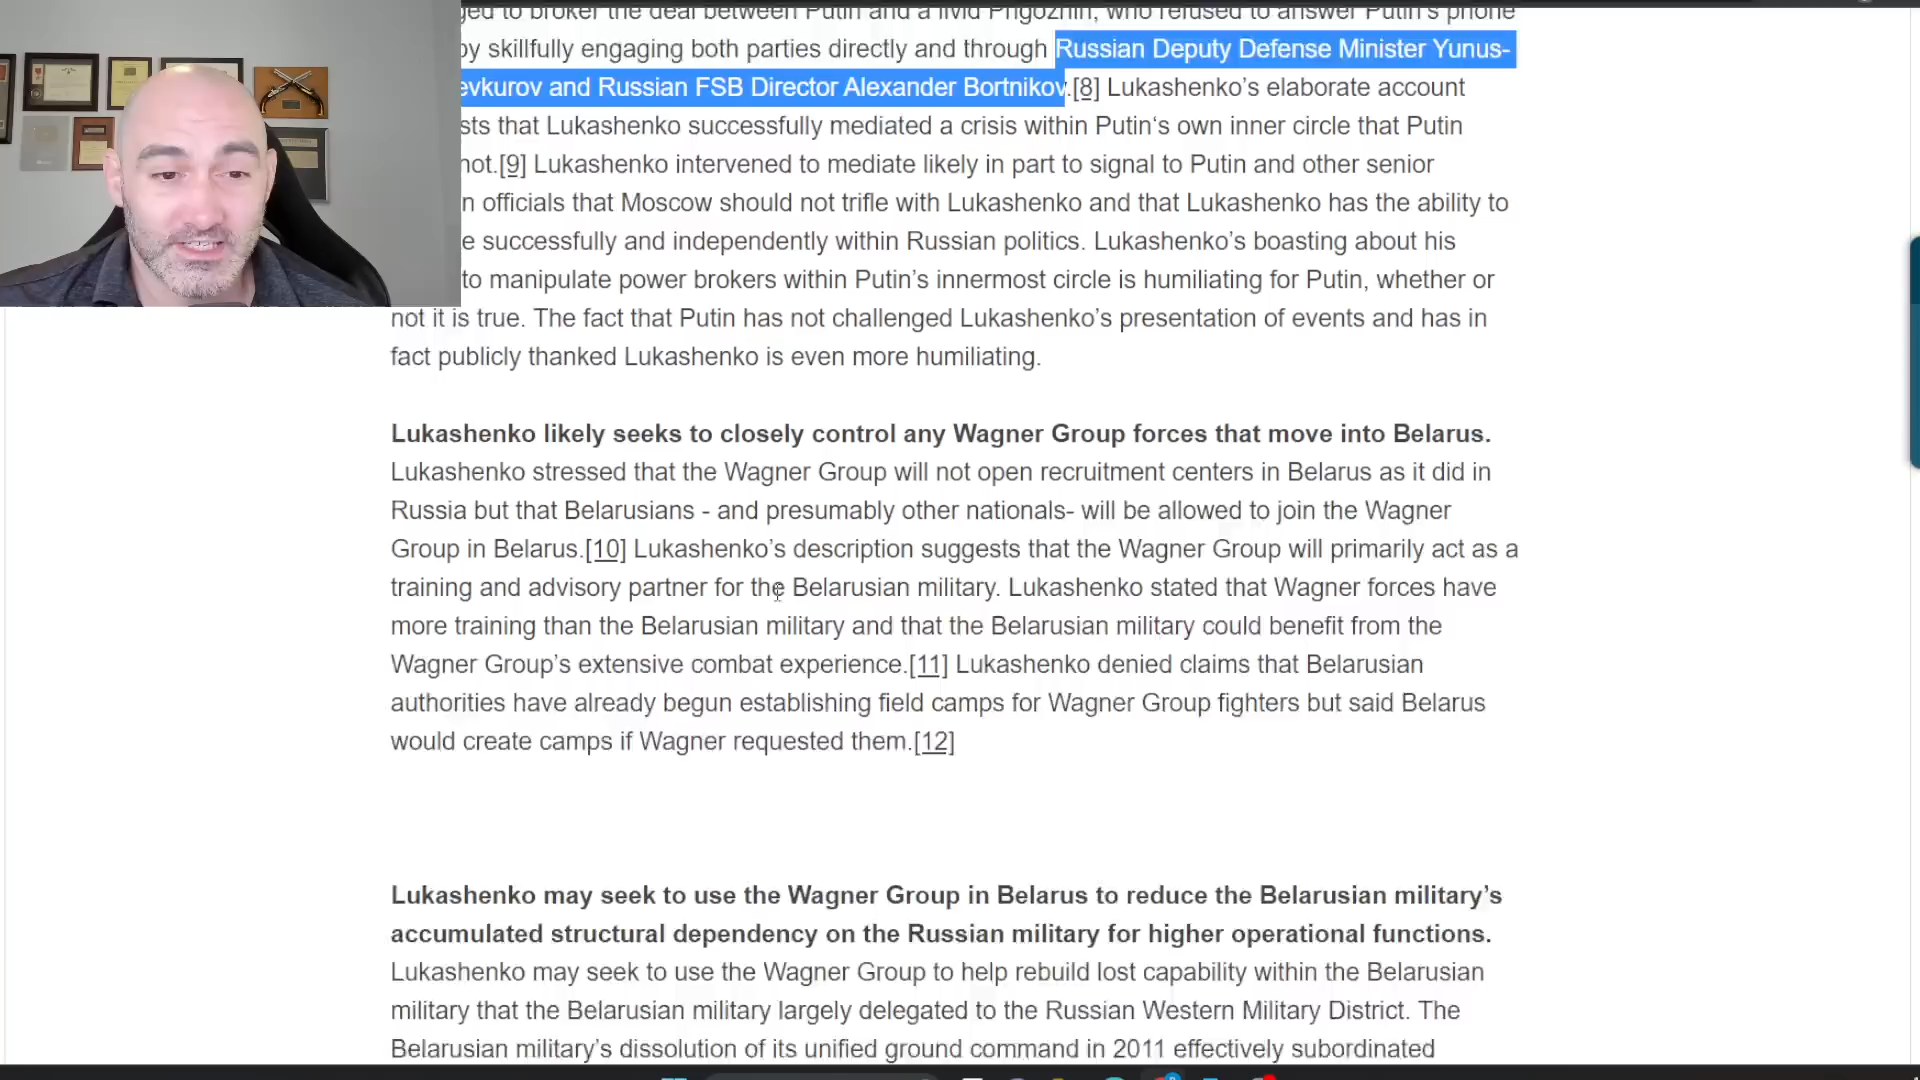 ged to broker the deal between Putin and a livid Prigozhin, who refused to answer Putin's phone
by skillfully engaging both parties directly and through Russian Deputy Defense Minister Yunus-
evkurov and Russian FSB Director Alexander Bortnikov.[8] Lukashenko’s elaborate account
sts that Lukashenko successfully mediated a crisis within Putin‘s own inner circle that Putin
not.[9] Lukashenko intervened to mediate likely in part to signal to Putin and other senior
n officials that Moscow should not trifle with Lukashenko and that Lukashenko has the ability to
e successfully and independently within Russian politics. Lukashenko’s boasting about his
to manipulate power brokers within Putin’s innermost circle is humiliating for Putin, whether or
not it is true. The fact that Putin has not challenged Lukashenko’s presentation of events and has in
fact publicly thanked Lukashenko is even more humiliating.
Lukashenko likely seeks to closely control any Wagner Group forces that move into Belarus.
Lukashenko stressed that the Wagner Group will not open recruitment centers in Belarus as it did in
Russia but that Belarusians - and presumably other nationals- will be allowed to join the Wagner
Group in Belarus.[10] Lukashenko’s description suggests that the Wagner Group will primarily act as a
training and advisory partner for the Belarusian military. Lukashenko stated that Wagner forces have
more training than the Belarusian military and that the Belarusian military could benefit from the
Wagner Group’s extensive combat experience.[11] Lukashenko denied claims that Belarusian
authorities have already begun establishing field camps for Wagner Group fighters but said Belarus
would create camps if Wagner requested them.[12]
Lukashenko may seek to use the Wagner Group in Belarus to reduce the Belarusian military’s
accumulated structural dependency on the Russian military for higher operational functions.
Lukashenko may seek to use the Wagner Group to help rebuild lost capability within the Belarusian
military that the Belarusian military largely delegated to the Russian Western Military District. The
Belarusian military’s dissolution of its unified ground command in 2011 effectively subordinated